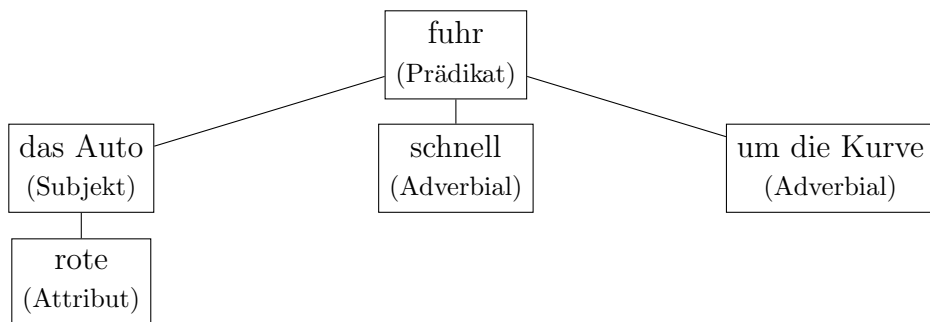 fuhr
(Prädikat)
das Auto
(Subjekt)
schnell
(Adverbial)
um die Kurve
(Adverbial)
rote
(Attribut)